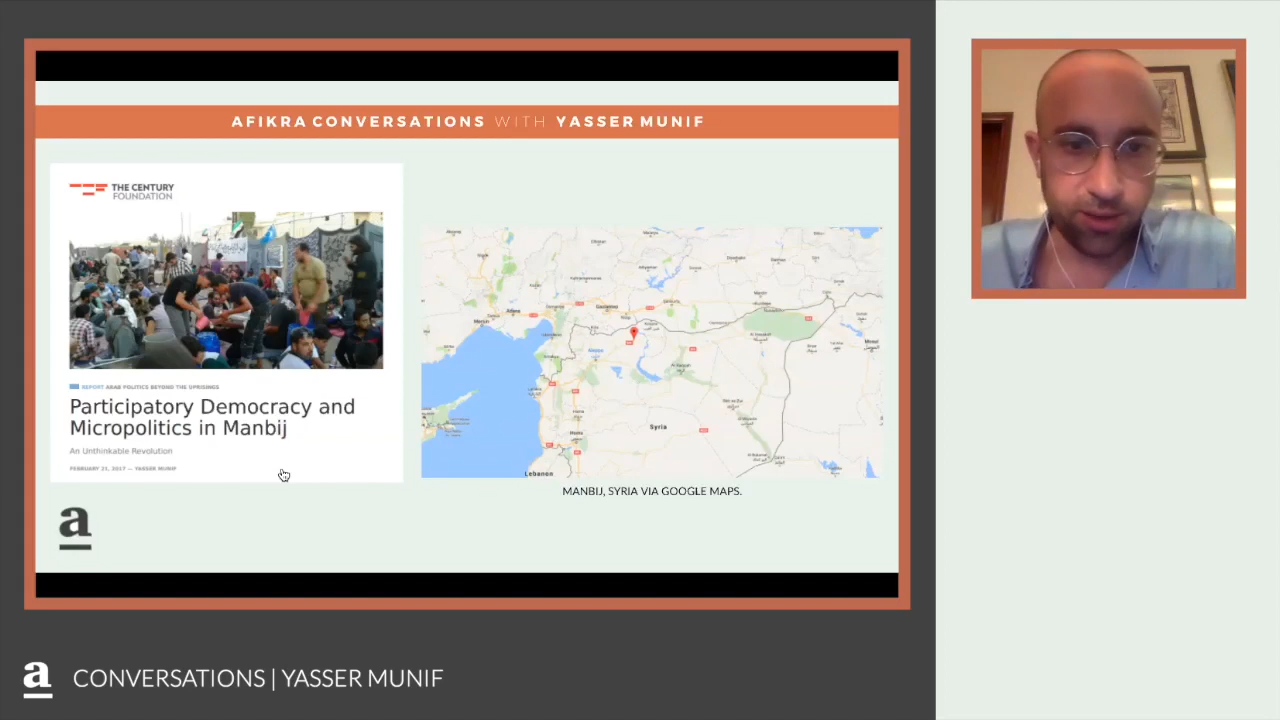 AFIKRA CONVERSATIONS WITH YASSER MUNIF
THE CENTURY
FOUNDATION
REPORT ARAB POLITICS BEYOND THE UPRISINGS
Participatory Democracy and
Micropolitics in Manbij
An Unthinkable Revolution
FEBRUARY 21, 2017 — YASSER MUNIF
Syria
Lebanon
MANBIJ, SYRIA VIA GOOGLE MAPS.
a
a
CONVERSATIONS | YASSER MUNIF